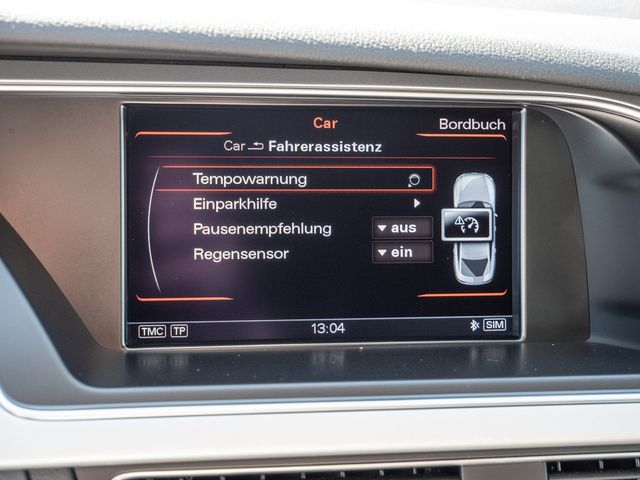 Car
Bordbuch
Car Fahrerassistenz
Tempowarnung
Einparkhilfe
Pausenempfehlung aus
Regensensor ein
TMC TP 13:04 SIM